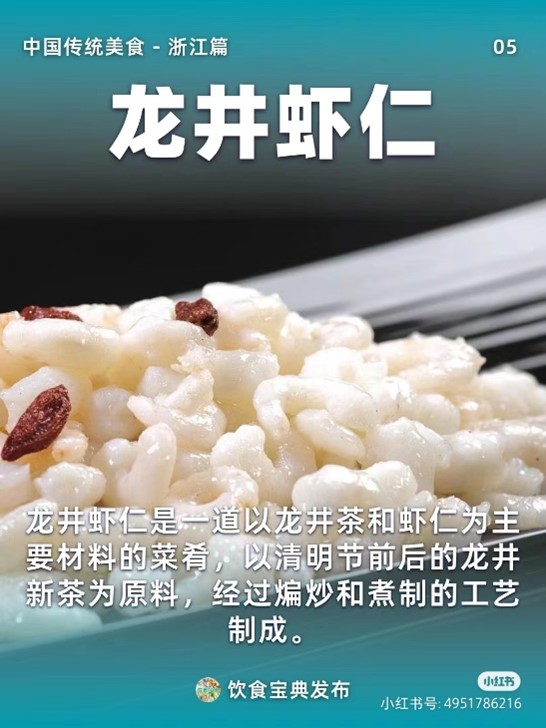 中国传统美食 - 浙江篇
05
龙井虾仁
龙井虾仁是一道以龙井茶和虾仁为主
要材料的菜肴，以清明节前后的龙井
新茶为原料，经过煸炒和煮制的工艺
制成。
饮食宝典发布
小红书
小红书号: 4951786216